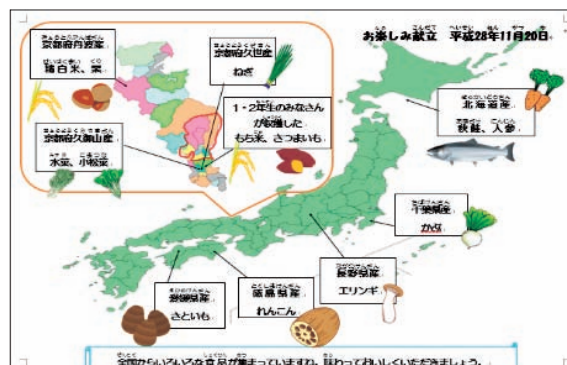 お楽しみ献立 平成28年11月20日
京都府丹波産
精白米、栗
京都府久世産
ねぎ
1・2年生のみなさん
が収穫した
もち米、さつまいも
京都府久御山産
水菜、小松菜
北海道産
秋鮭、人参
千葉県産
かぶ
長野県産
エリンギ
徳島県産
れんこん
愛媛県産
さといも
全国からいろいろな食品が集まっています。味わっておいしくいただきましょう。